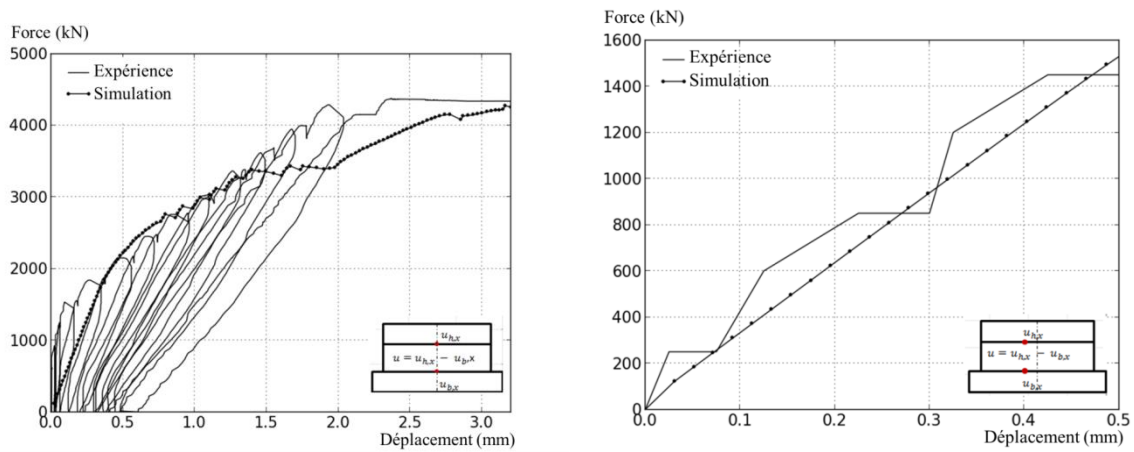 Force (kN)
5000
4000
3000
2000
1000
0
Expérience
Simulation
u_{h,x}
u = u_{h,x} - u_{b},x
u_{b,x}
0.0 0.5 1.0 1.5 2.0 2.5 3.0
Déplacement (mm)
Force (kN)
1600
1400
1200
1000
800
600
400
200
0
Expérience
Simulation
u_{h,x}
u = u_{h,x} - u_{b,x}
u_{b,x}
0.0 0.1 0.2 0.3 0.4 0.5
Déplacement (mm)